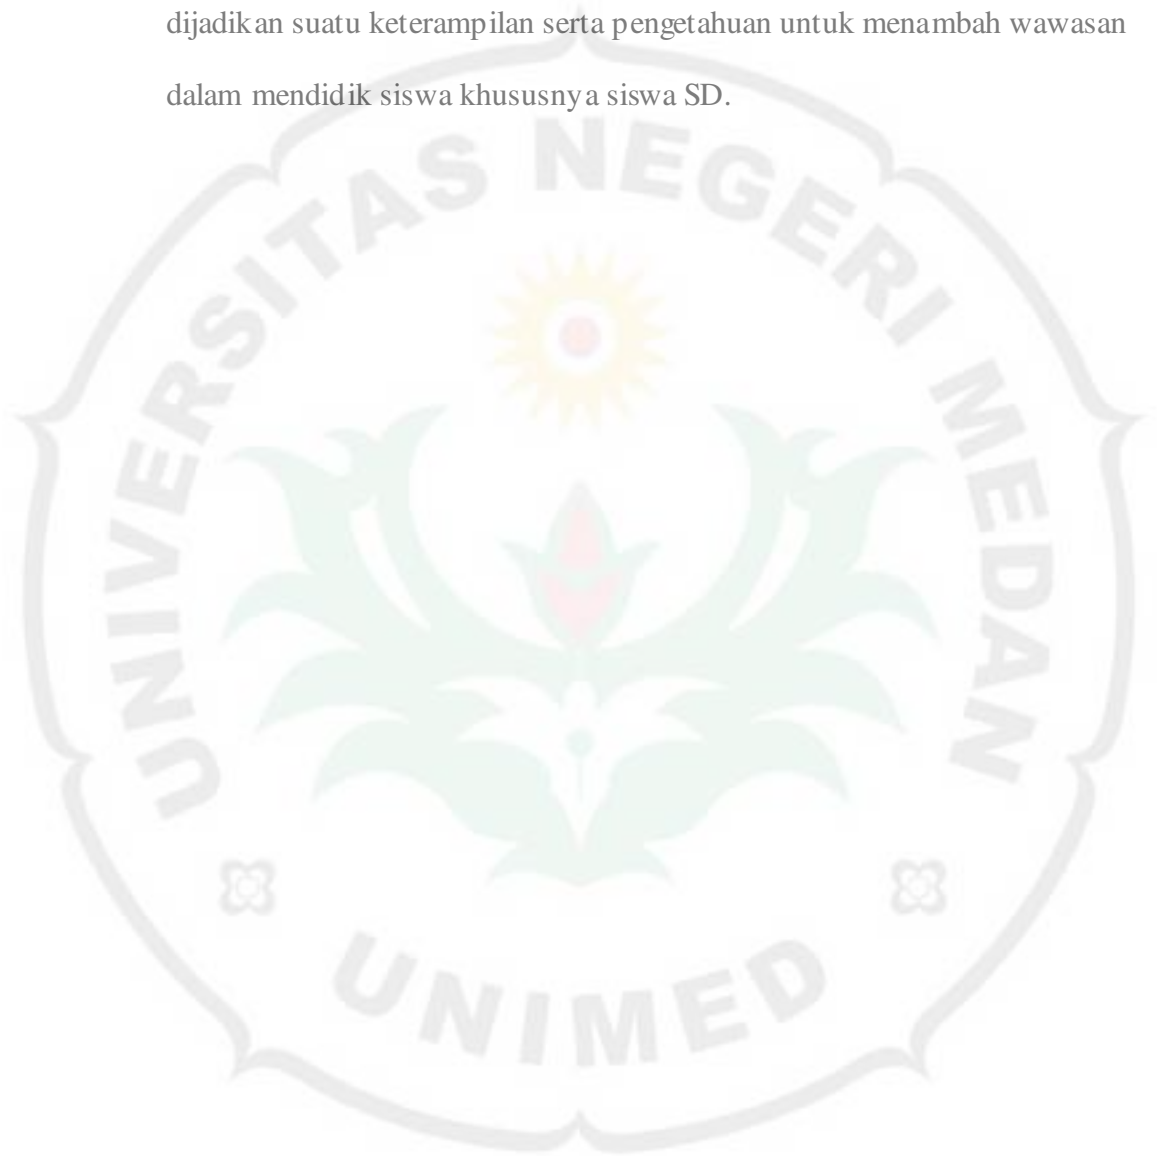 dijadikan suatu keterampilan serta pengetahuan untuk menambah wawasan
dalam mendidik siswa khususnya siswa SD.
UNIVERSITAS NEGERI MEDAN
UNIMED